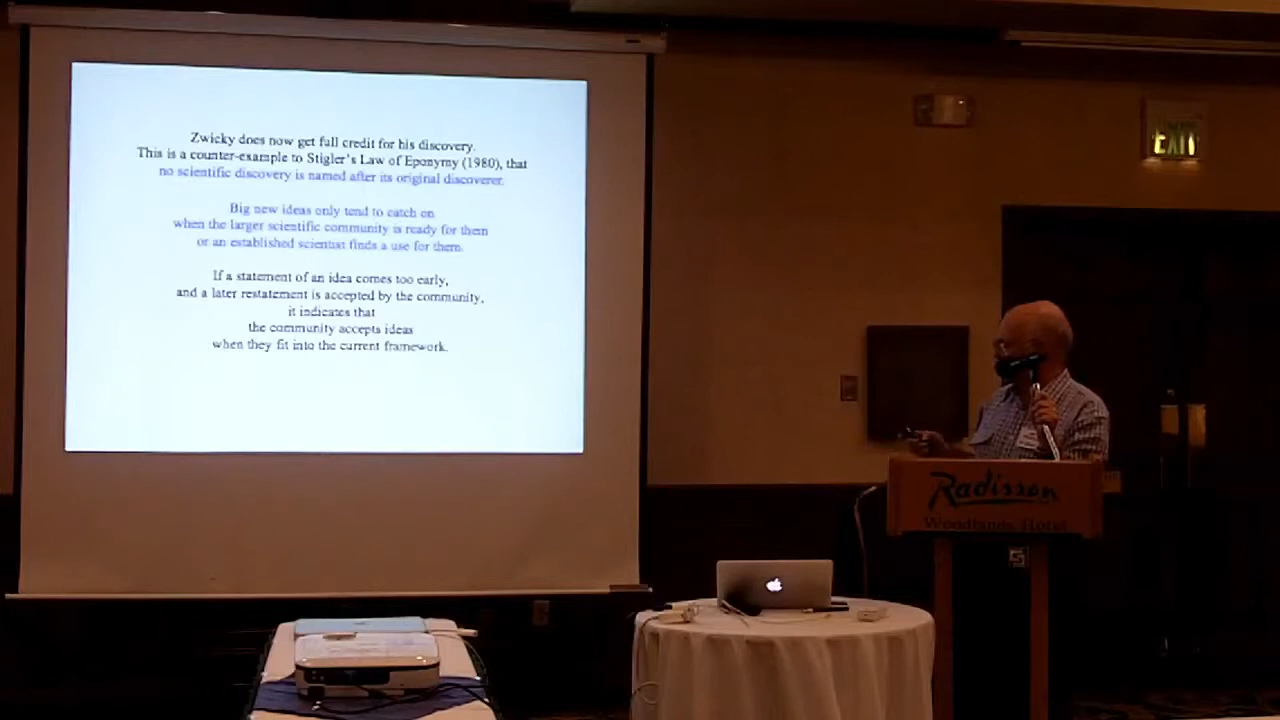 Zwicky does now get full credit for his discovery.
This is a counter-example to Stigler's Law of Eponymy (1980), that
no scientific discovery is named after its original discoverer.
Big new ideas only tend to catch on
when the larger scientific community is ready for them
or an established scientist finds a use for them.
If a statement of an idea comes too early,
and a later restatement is accepted by the community,
it indicates that
the community accepts ideas
when they fit into the current framework.
EXIT
Radisson
Woodlands Hotel